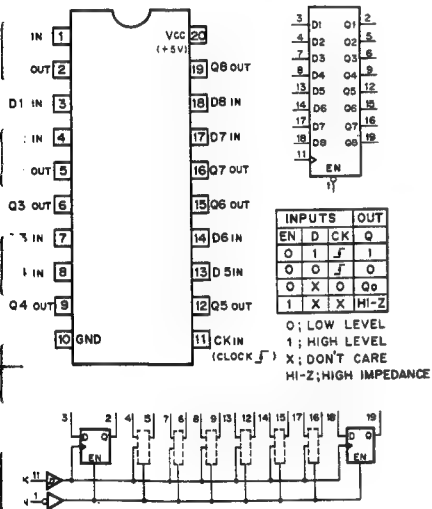 IN 1
OUT 2
D1 IN 3
IN 4
OUT 5
Q3 OUT 6
IN 7
IN 8
Q4 OUT 9
10 GND
VCC 20
(+5V)
19 Q8 OUT
18 D8 IN
17 D7 IN
16 Q7 OUT
15 Q6 OUT
14 D6 IN
13 D5IN
12 Q5 OUT
11 CKIN
(CLOCK )
3 D1 Q1 2
4 D2 Q2 5
7 D3 Q3 6
8 D4 Q4 9
13 D5 Q5 12
14 D6 Q6 15
17 D7 Q7 16
18 D8 Q8 19
11
EN
1
INPUTS OUT
EN D CK Q
0 1 1
0 0 0
0 X 0 Qo
1 X X HI-Z
0; LOW LEVEL
1; HIGH LEVEL
X; DON'T CARE
HI-Z; HIGH IMPEDANCE
3 2 4 5 7 6 8 9 13 12 14 15 17 16 18 19
D Q
EN
D Q
EN
K 11
N 1